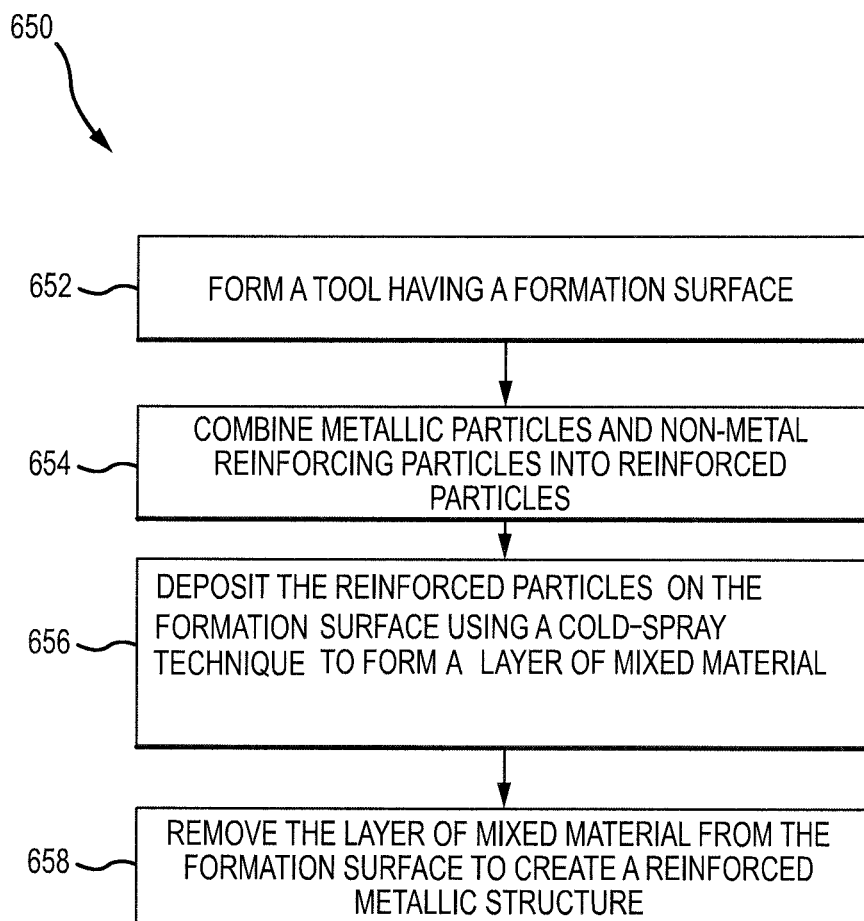 650
652
FORM A TOOL HAVING A FORMATION SURFACE
654
COMBINE METALLIC PARTICLES AND NON-METAL
REINFORCING PARTICLES INTO REINFORCED
PARTICLES
656
DEPOSIT THE REINFORCED PARTICLES ON THE
FORMATION SURFACE USING A COLD-SPRAY
TECHNIQUE TO FORM A LAYER OF MIXED MATERIAL
658
REMOVE THE LAYER OF MIXED MATERIAL FROM THE
FORMATION SURFACE TO CREATE A REINFORCED
METALLIC STRUCTURE